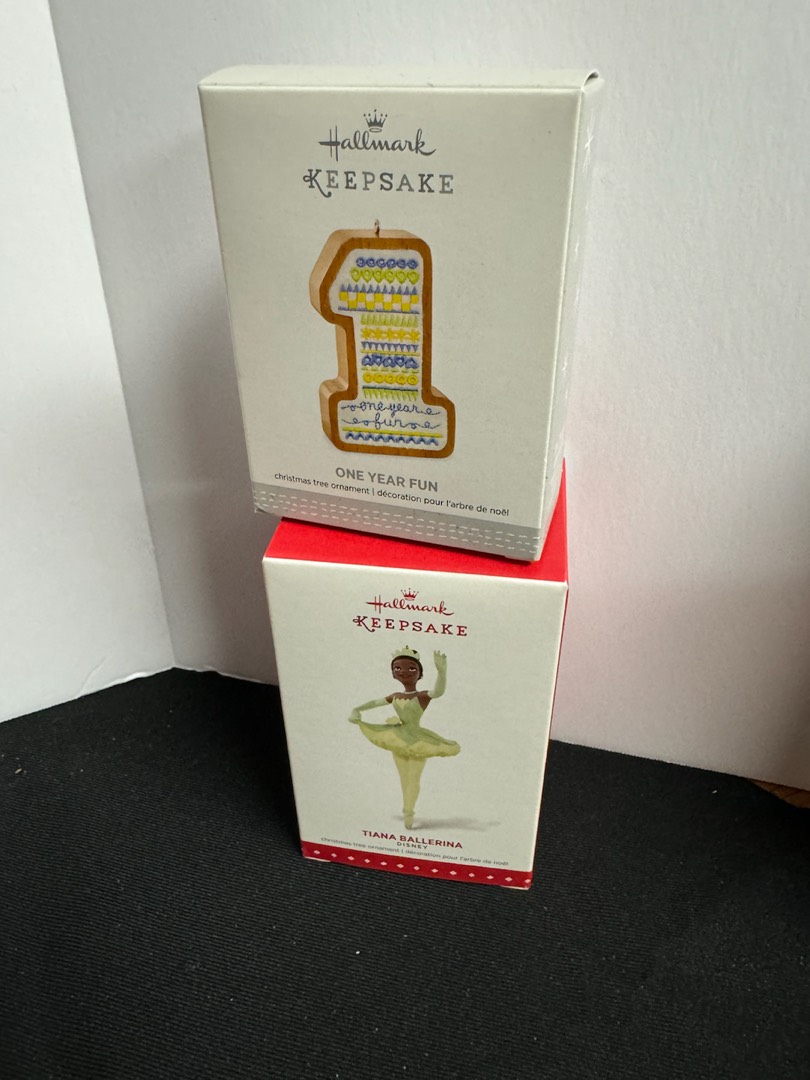 Hallmark
KEEPSAKE
one year
fun
ONE YEAR FUN
christmas tree ornament | décoration pour l'arbre de noël
Hallmark
KEEPSAKE
TIANA BALLERINA
DISNEY
christmas tree ornament | décoration pour l'arbre de noël